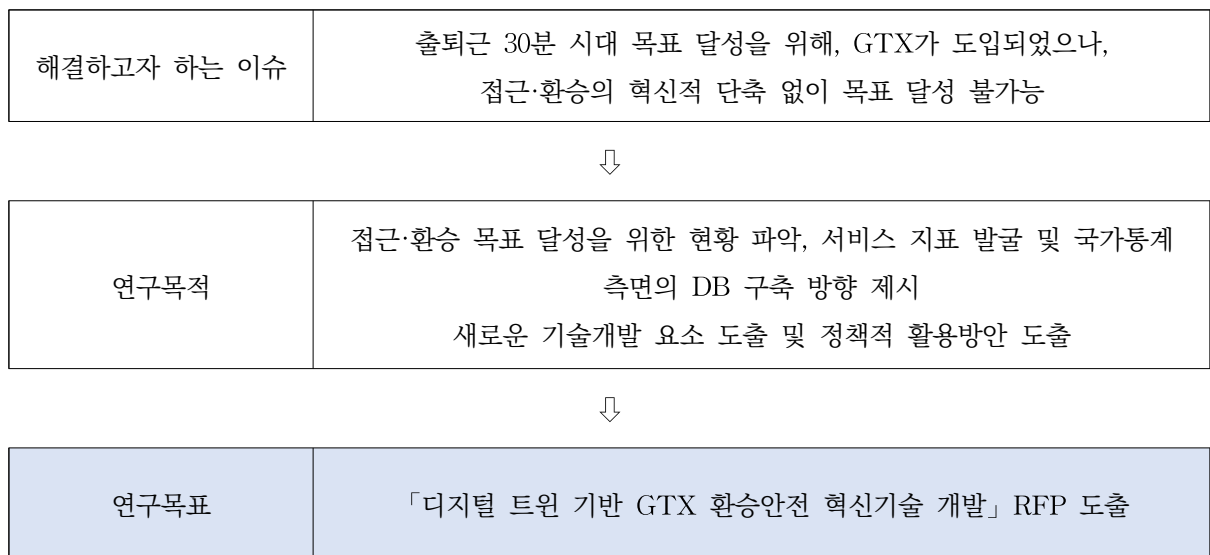 해결하고자 하는 이슈
출퇴근 30분 시대 목표 달성을 위해, GTX가 도입되었으나,
접근·환승의 혁신적 단축 없이 목표 달성 불가능
⇩
연구목적
접근·환승 목표 달성을 위한 현황 파악, 서비스 지표 발굴 및 국가통계
측면의 DB 구축 방향 제시
새로운 기술개발 요소 도출 및 정책적 활용방안 도출
⇩
연구목표
「디지털 트윈 기반 GTX 환승안전 혁신기술 개발」 RFP 도출